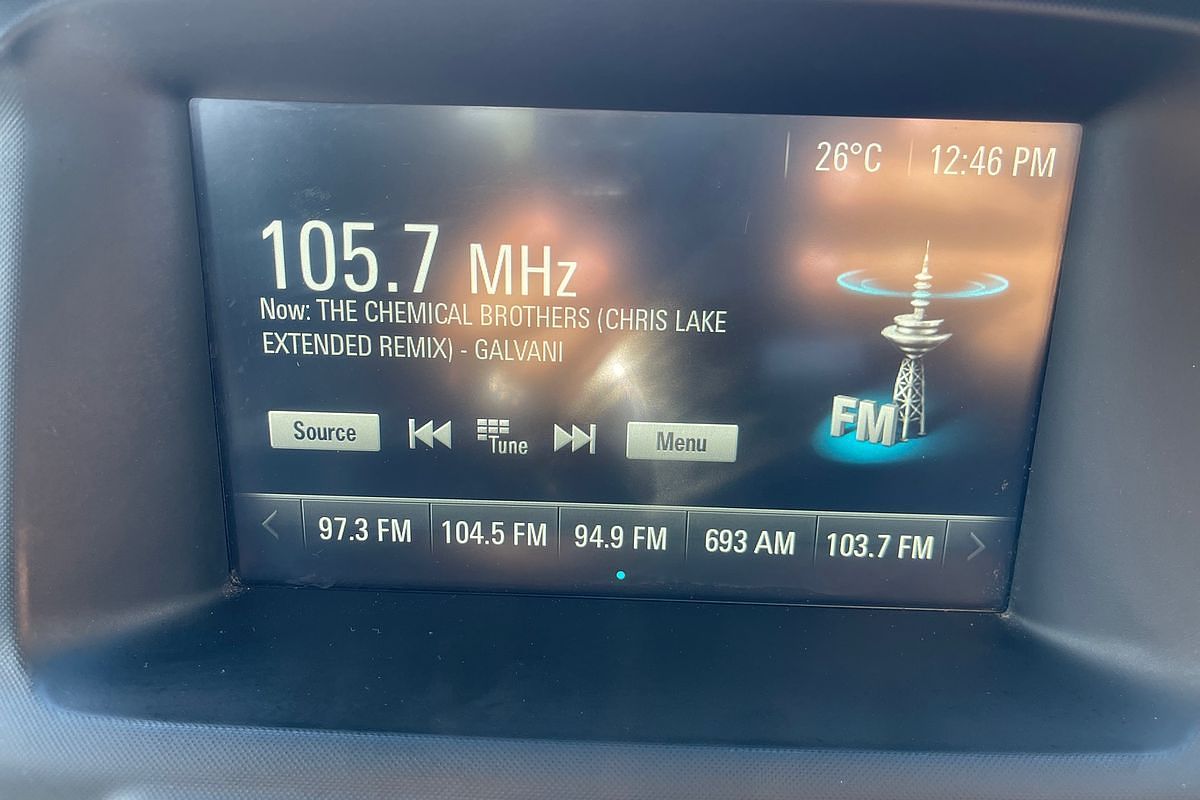 26°C 12:46 PM
105.7 MHz
Now: THE CHEMICAL BROTHERS (CHRIS LAKE
EXTENDED REMIX) - GALVANI
FM
Source Tune Menu
97.3 FM 104.5 FM 94.9 FM 693 AM 103.7 FM